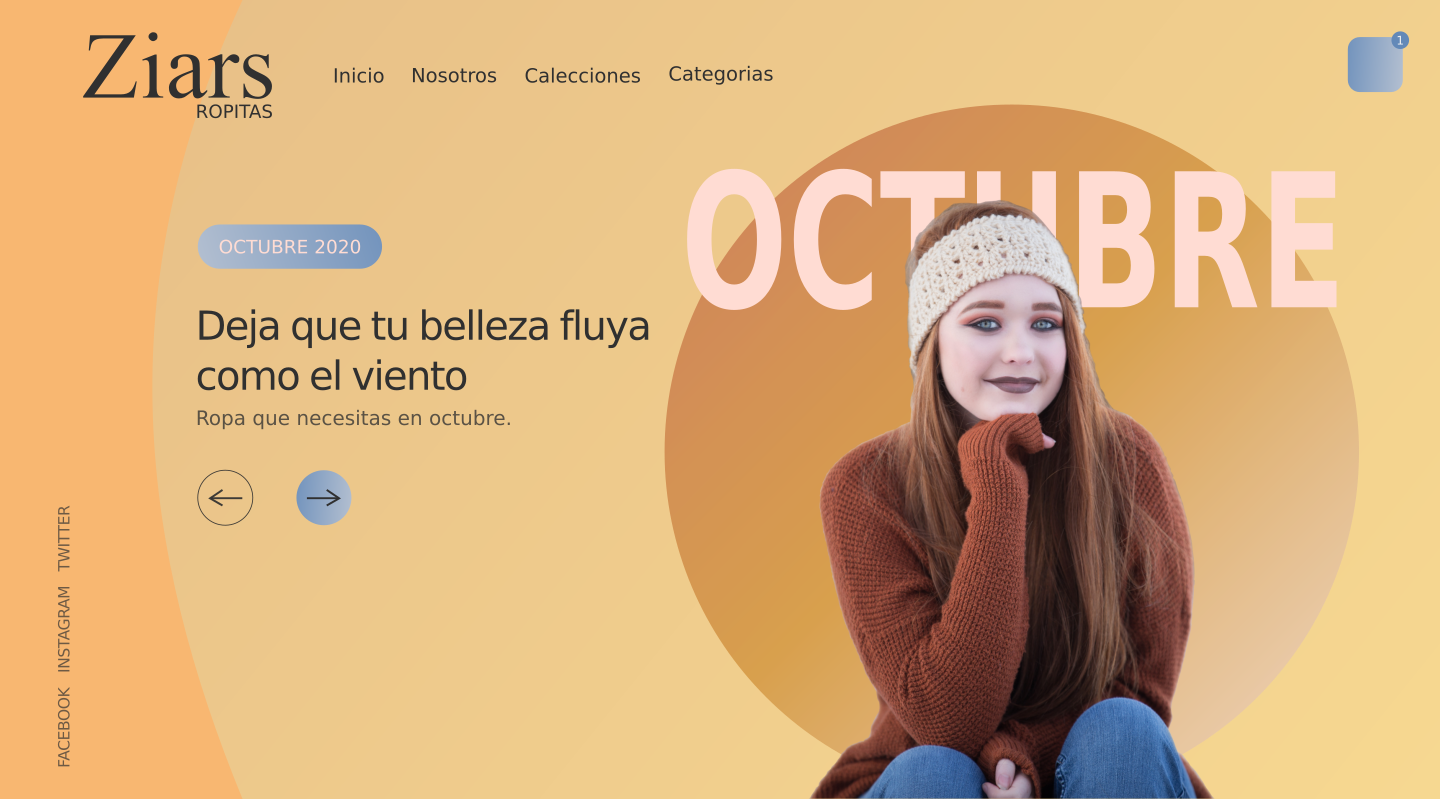 Ziars
ROPITAS
Inicio Nosotros Calecciones Categorias
1
OCTUBRE
OCTUBRE 2020
Deja que tu belleza fluya
como el viento
Ropa que necesitas en octubre.
FACEBOOK INSTAGRAM TWITTER